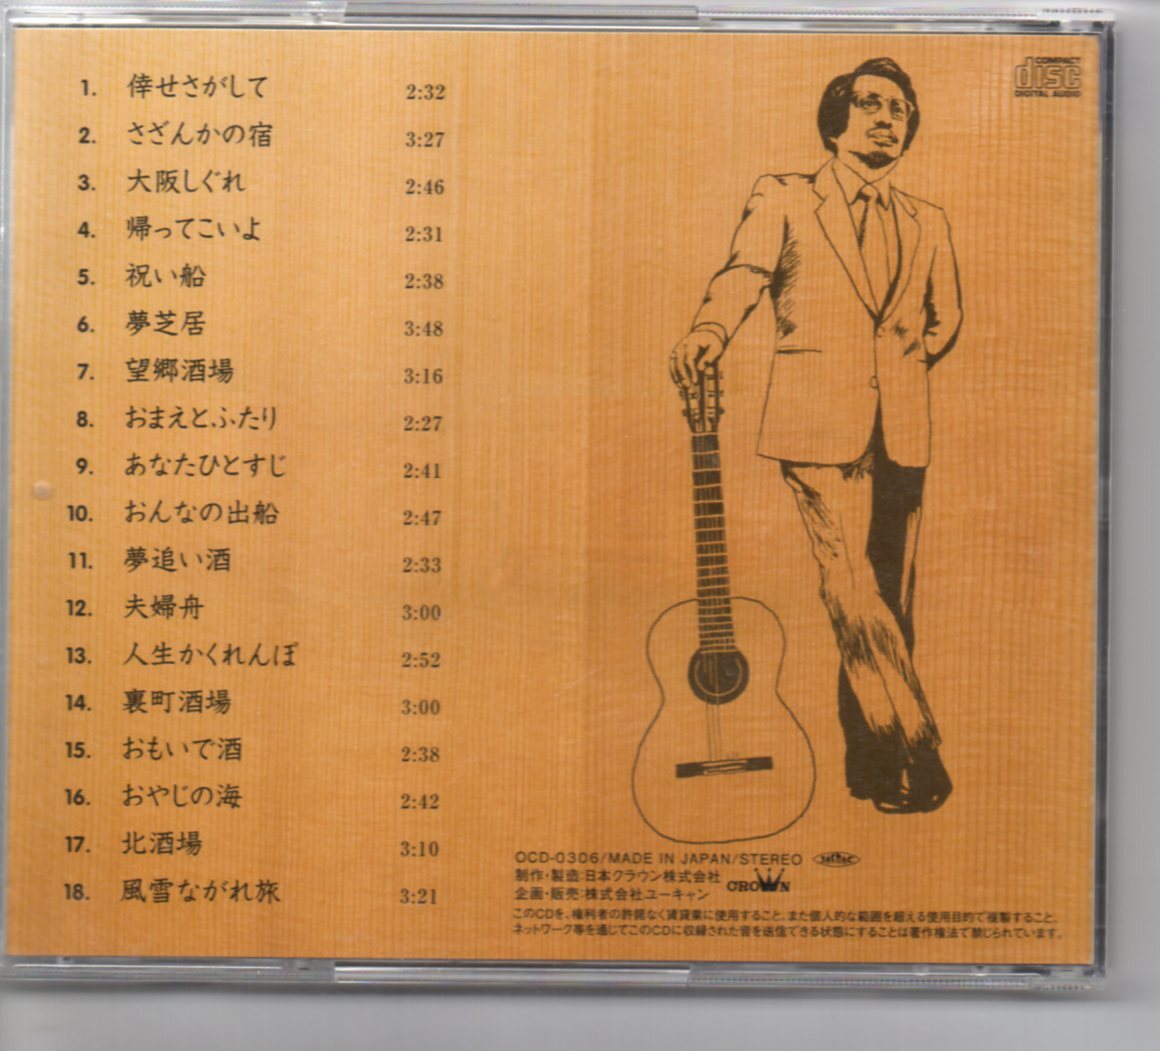 1. 倖せさがして 2:32
2. さざんかの宿 3:27
3. 大阪しぐれ 2:46
4. 帰ってこいよ 2:31
5. 祝い船 2:38
6. 夢芝居 3:48
7. 望郷酒場 3:16
8. おまえとふたり 2:27
9. あなたひとすじ 2:41
10. おんなの出船 2:47
11. 夢追い酒 2:33
12. 夫婦舟 3:00
13. 人生かくれんぼ 2:52
14. 裏町酒場 3:00
15. おもいで酒 2:38
16. おやじの海 2:42
17. 北酒場 3:10
18. 風雪ながれ旅 3:21
COMPACT
disc
DIGITAL AUDIO
OCD-0306/MADE IN JAPAN/STEREO
制作・製造:日本クラウン株式会社
CROWN
企画・販売:株式会社ユーキャン
このCDを、権利者の許諾なく賃貸業に使用すること、また個人的な範囲を超える使用目的で複製すること、
ネットワーク等を通じてこのCDに収録された音を送信できる状態にすることは著作権法で禁じられています。